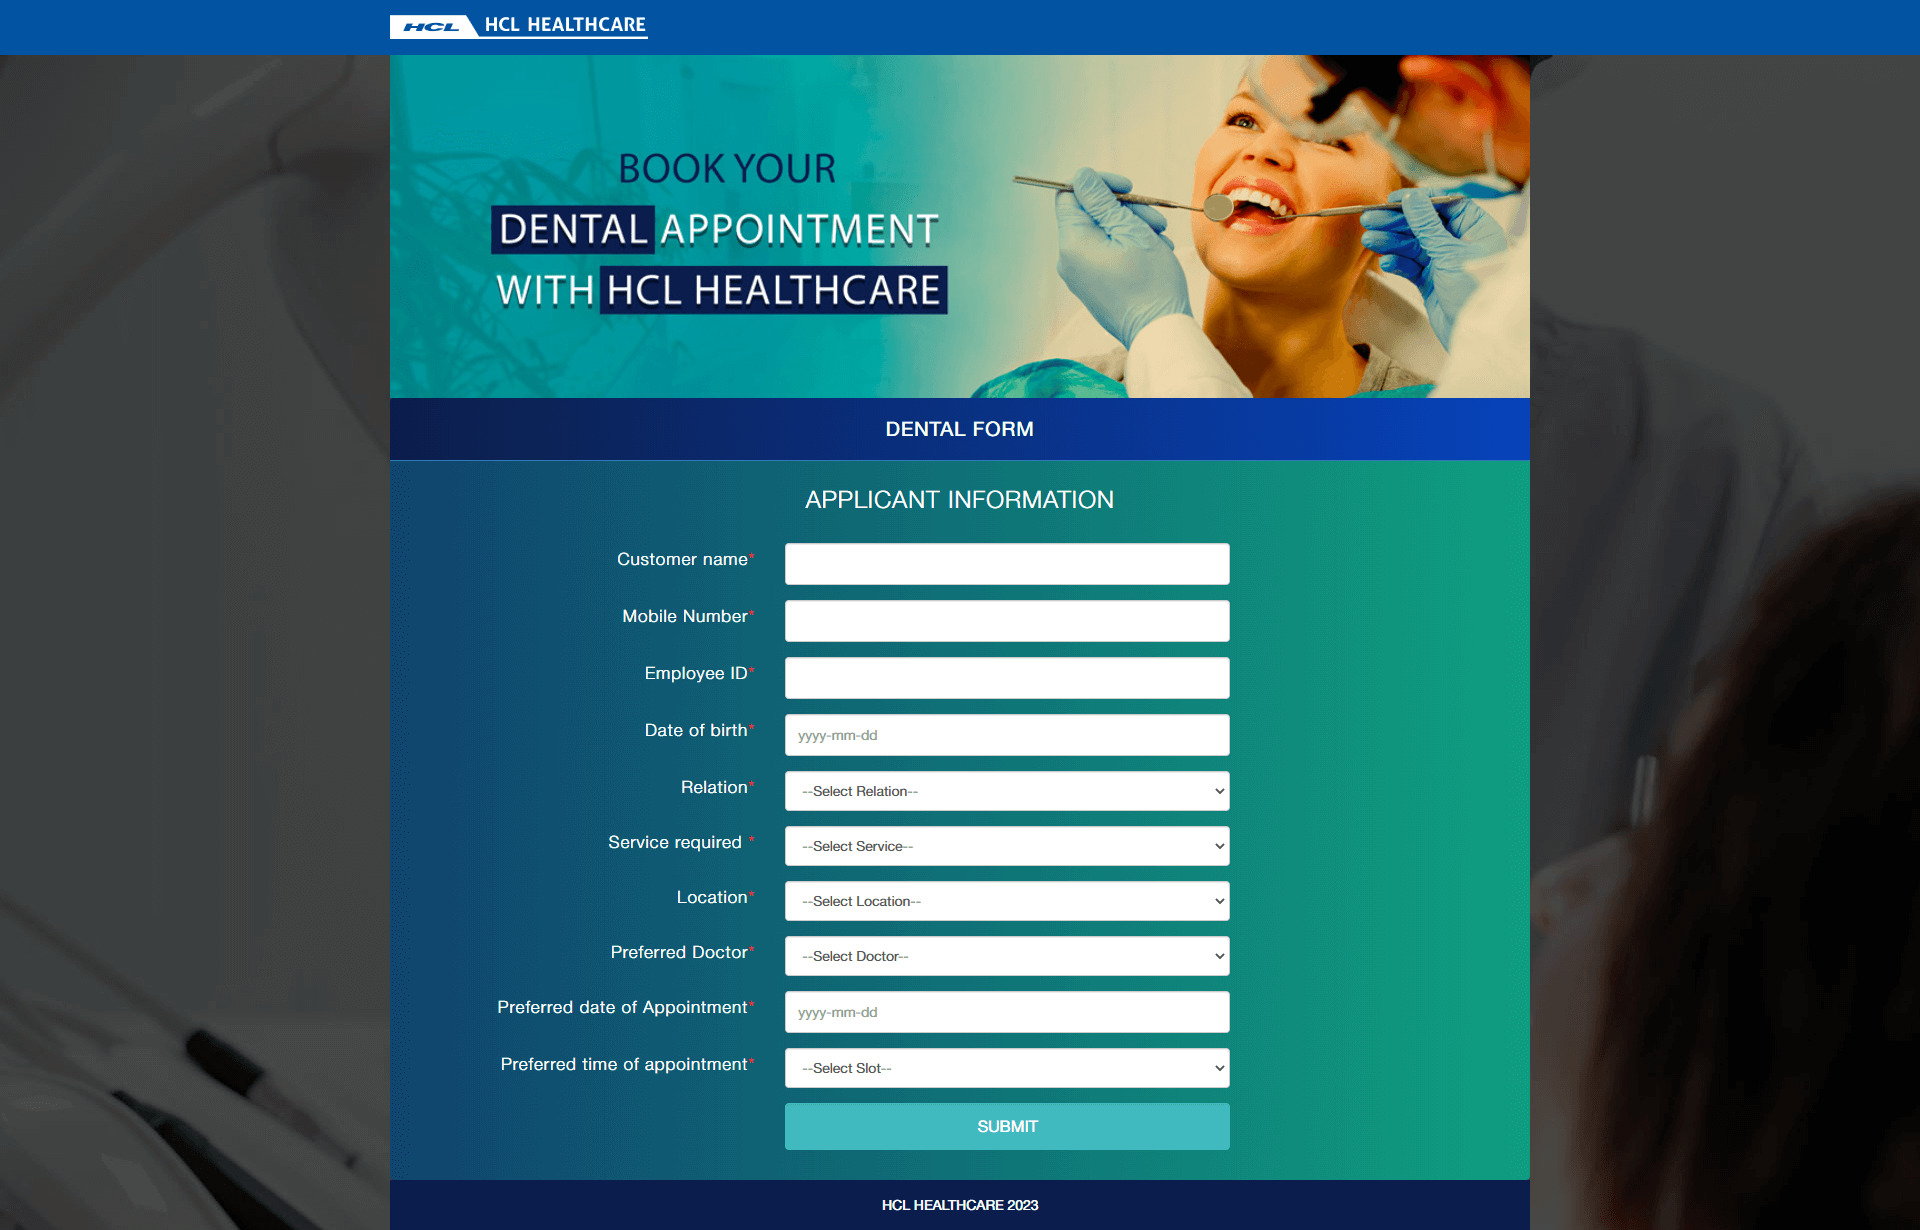 HCL HCL HEALTHCARE
BOOK YOUR
DENTAL APPOINTMENT
WITH HCL HEALTHCARE
DENTAL FORM
APPLICANT INFORMATION
Customer name*
Mobile Number*
Employee ID*
Date of birth* yyyy-mm-dd
Relation* --Select Relation--
Service required * --Select Service--
Location* --Select Location--
Preferred Doctor* --Select Doctor--
Preferred date of Appointment* yyyy-mm-dd
Preferred time of appointment* --Select Slot--
SUBMIT
HCL HEALTHCARE 2023